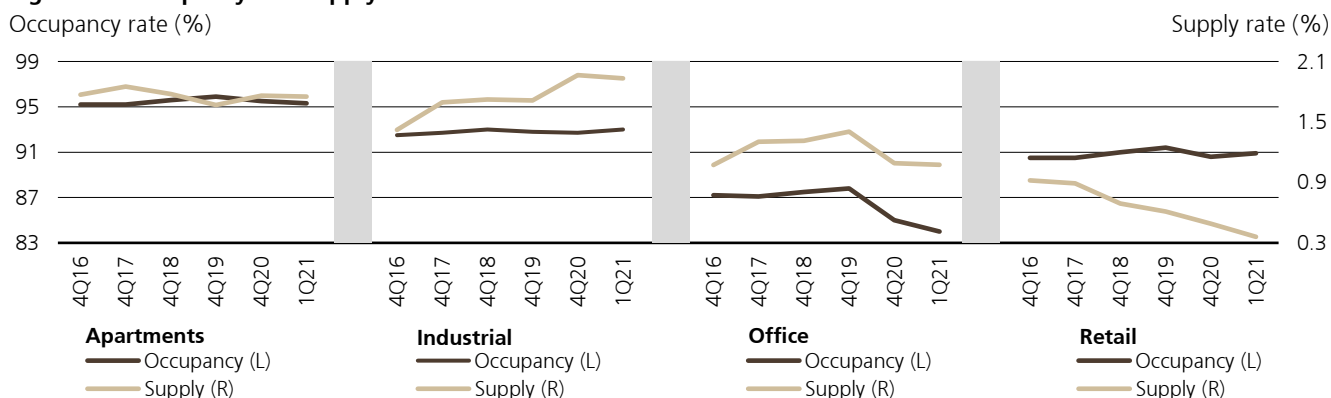 Occupancy rate (%) Supply rate (%)
99 2.1
95 1.5
91 0.9
87 0.3
83
4Q16 4Q17 4Q18 4Q19 4Q20 1Q21 4Q16 4Q17 4Q18 4Q19 4Q20 1Q21 4Q16 4Q17 4Q18 4Q19 4Q20 1Q21 4Q16 4Q17 4Q18 4Q19 4Q20 1Q21
Apartments Industrial Office Retail
Occupancy (L) Occupancy (L) Occupancy (L) Occupancy (L)
Supply (R) Supply (R) Supply (R) Supply (R)